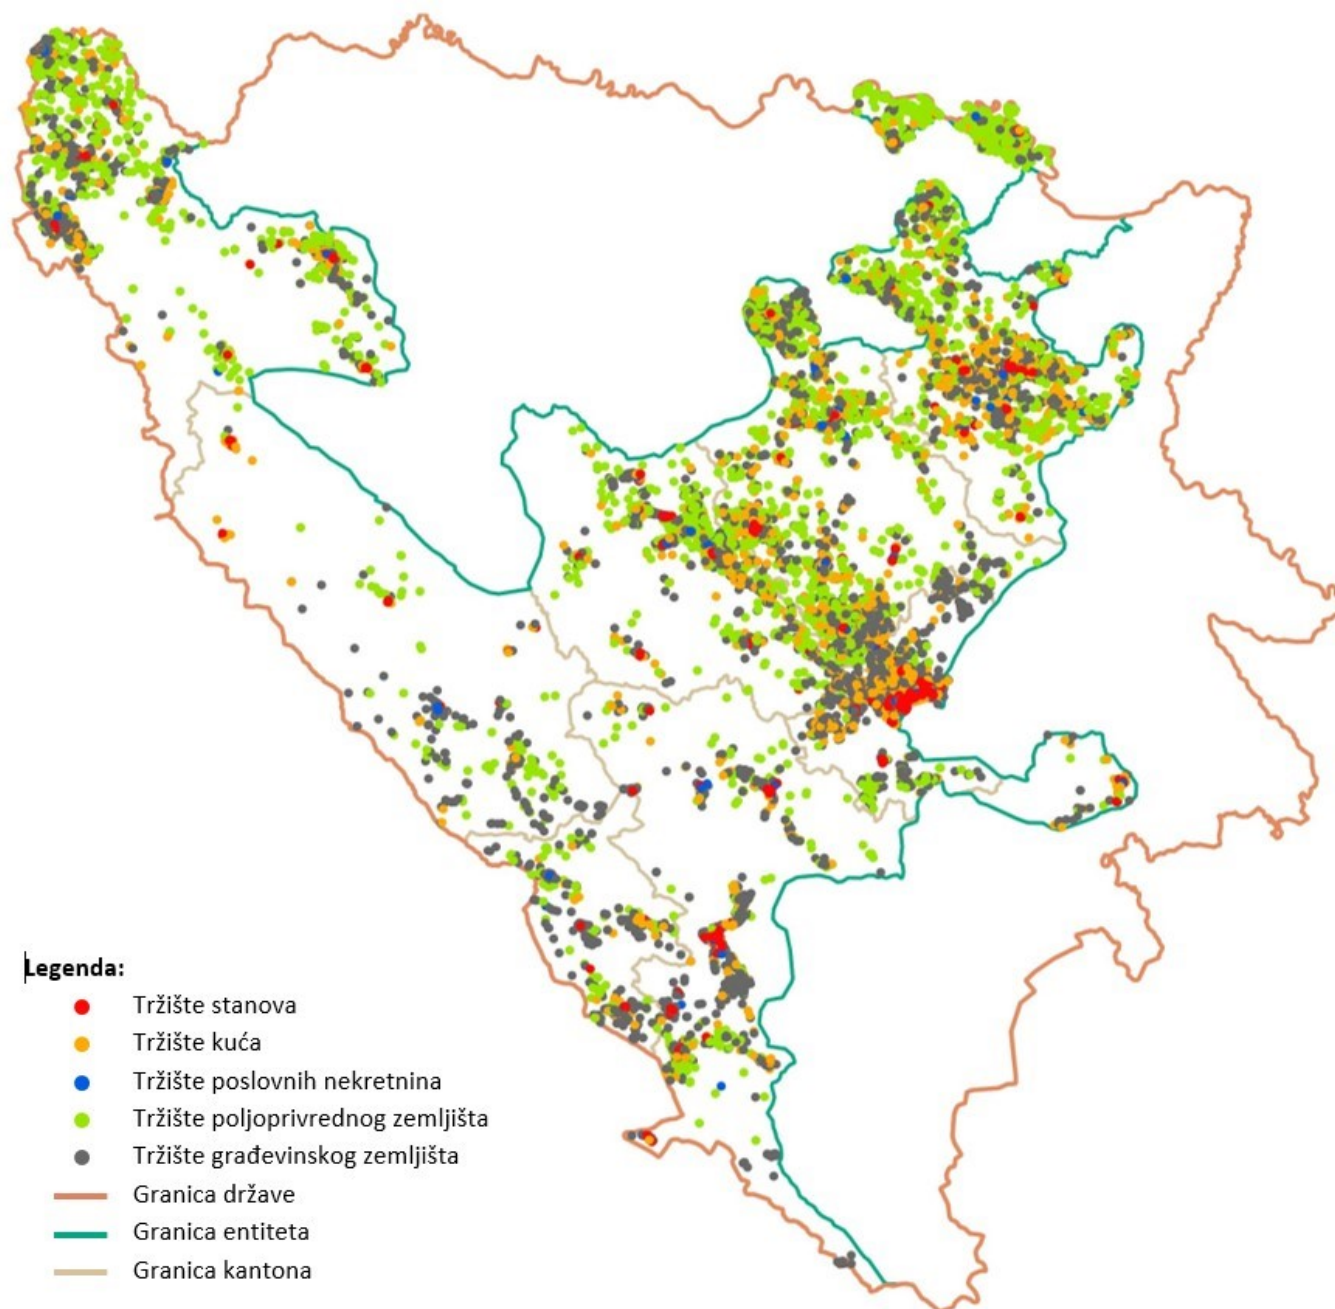 Legenda:
Tržište stanova
Tržište kuća
Tržište poslovnih nekretnina
Tržište poljoprivrednog zemljišta
Tržište građevinskog zemljišta
Granica države
Granica entiteta
Granica kantona